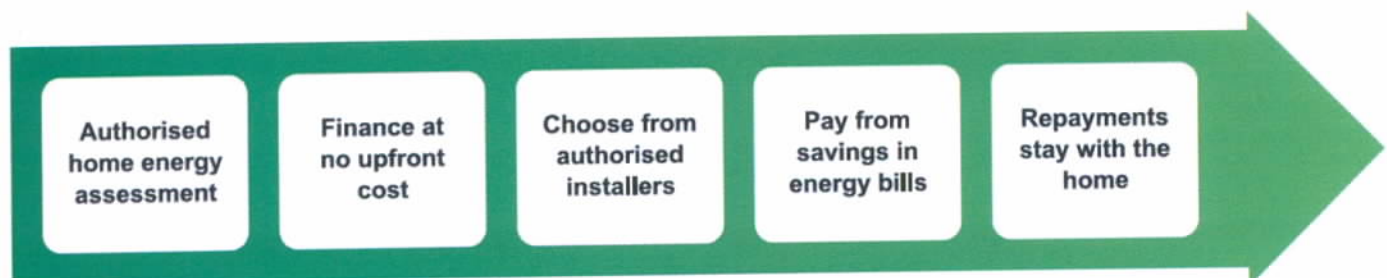 Authorised
home energy
assessment
Finance at
no upfront
cost
Choose from
authorised
installers
Pay from
savings in
energy bills
Repayments
stay with the
home